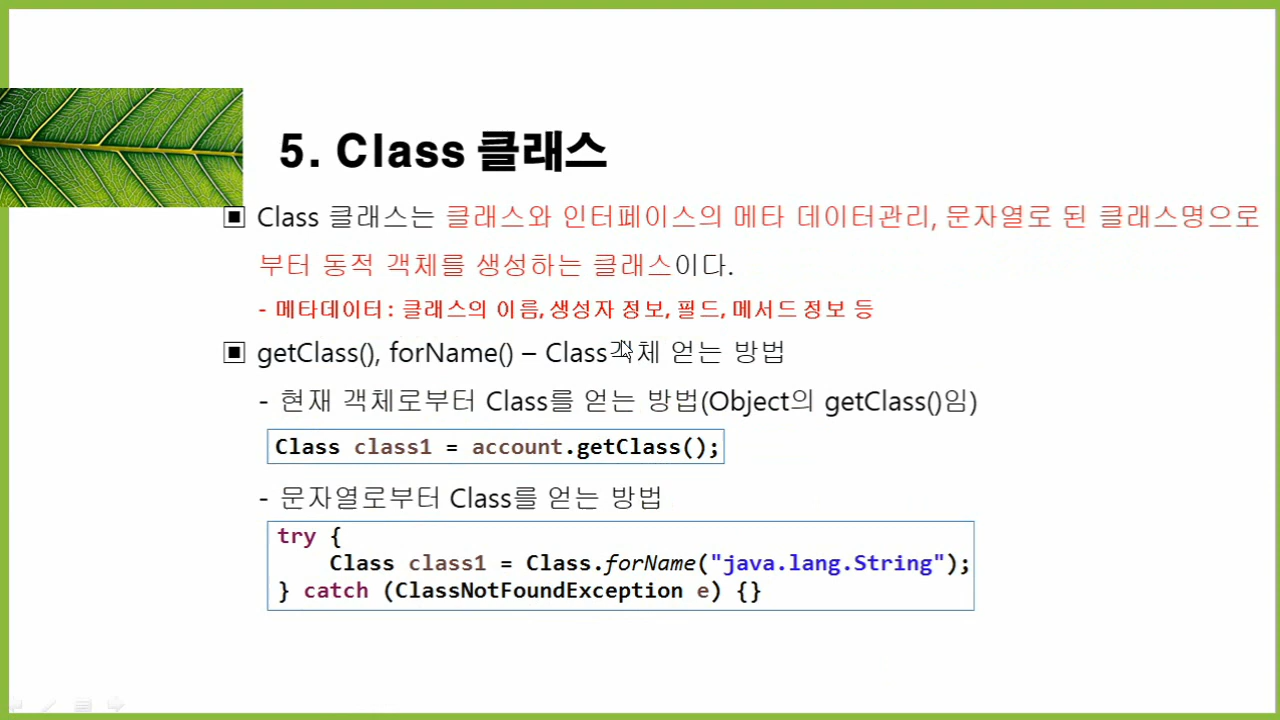 5. Class 클래스
▣ Class 클래스는 클래스와 인터페이스의 메타 데이터관리, 문자열로 된 클래스명으로
부터 동적 객체를 생성하는 클래스이다.
- 메타데이터 : 클래스의 이름, 생성자 정보, 필드, 메서드 정보 등
▣ getClass(), forName() – Class객체 얻는 방법
- 현재 객체로부터 Class를 얻는 방법(Object의 getClass()임)
Class class1 = account.getClass();
- 문자열로부터 Class를 얻는 방법
try {
Class class1 = Class.forName("java.lang.String");
} catch (ClassNotFoundException e) {}